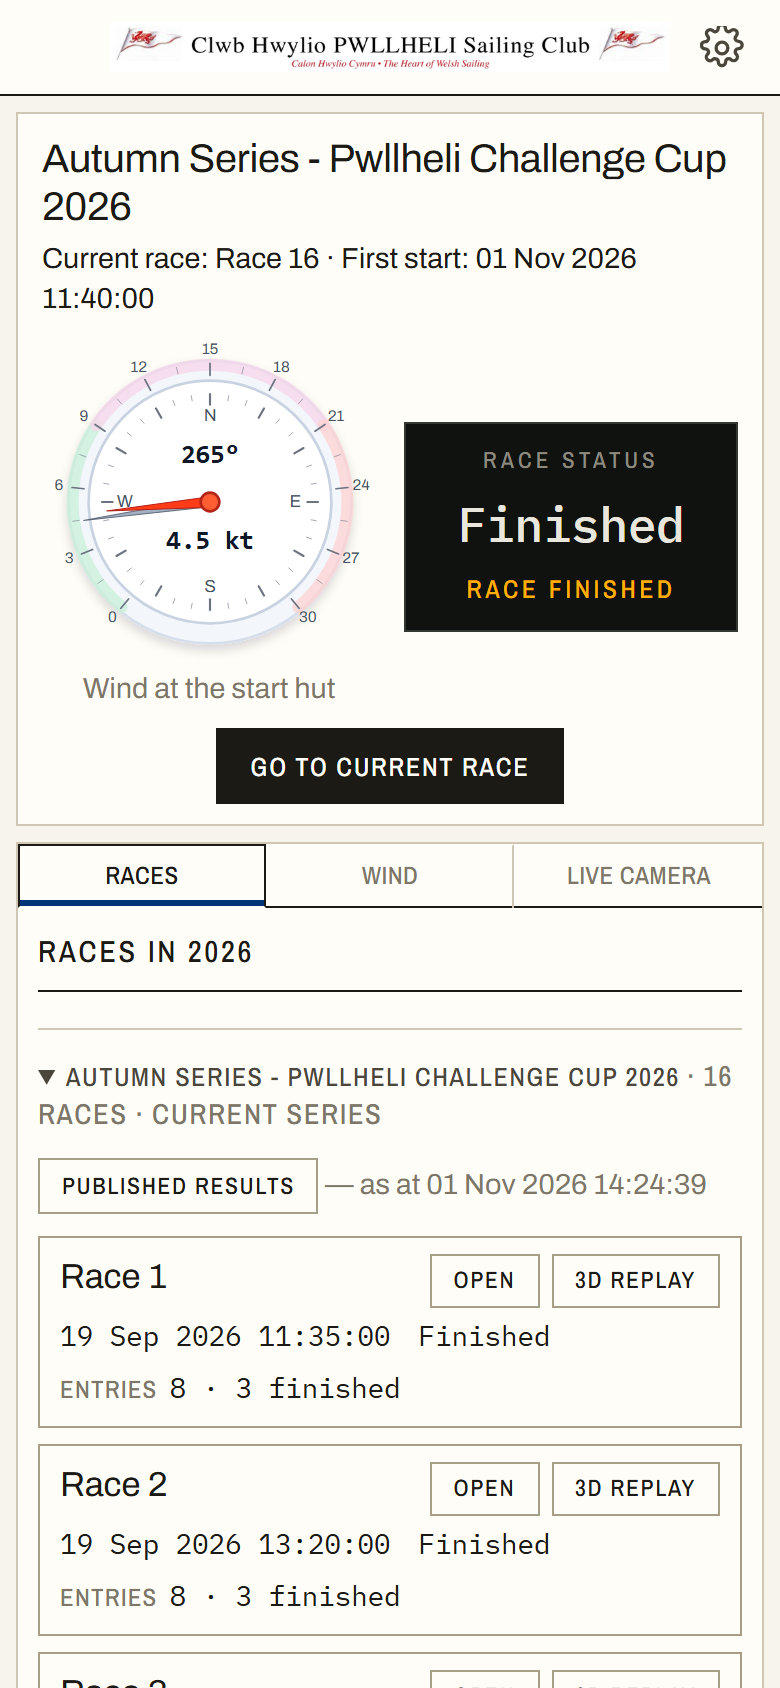 Clwb Hwylio PWLLHELI Sailing Club
Calon Hwylio Cymru • The Heart of Welsh Sailing
Autumn Series - Pwllheli Challenge Cup
2026
Current race: Race 16 · First start: 01 Nov 2026
11:40:00
15
12
18
9
21
N
265°
6
24
W
E
4.5 kt
3
27
S
0
30
Wind at the start hut
RACE STATUS
Finished
RACE FINISHED
GO TO CURRENT RACE
RACES
WIND
LIVE CAMERA
RACES IN 2026
▼ AUTUMN SERIES - PWLLHELI CHALLENGE CUP 2026 · 16
RACES · CURRENT SERIES
PUBLISHED RESULTS — as at 01 Nov 2026 14:24:39
Race 1
OPEN
3D REPLAY
19 Sep 2026 11:35:00 Finished
ENTRIES 8 · 3 finished
Race 2
OPEN
3D REPLAY
19 Sep 2026 13:20:00 Finished
ENTRIES 8 · 3 finished